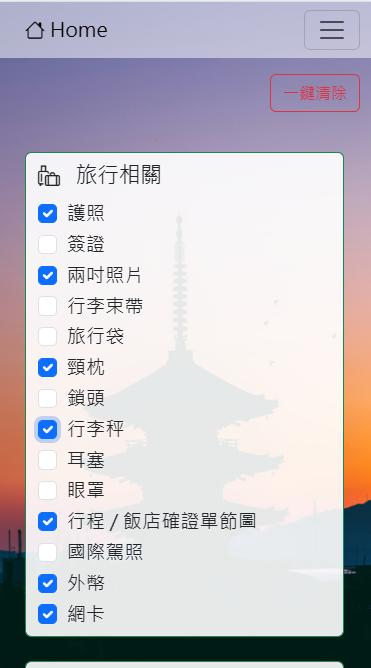 Home
一鍵清除
旅行相關
護照
簽證
兩吋照片
行李束帶
旅行袋
頸枕
鎖頭
行李秤
耳塞
眼罩
行程 / 飯店確證單節圖
國際駕照
外幣
網卡